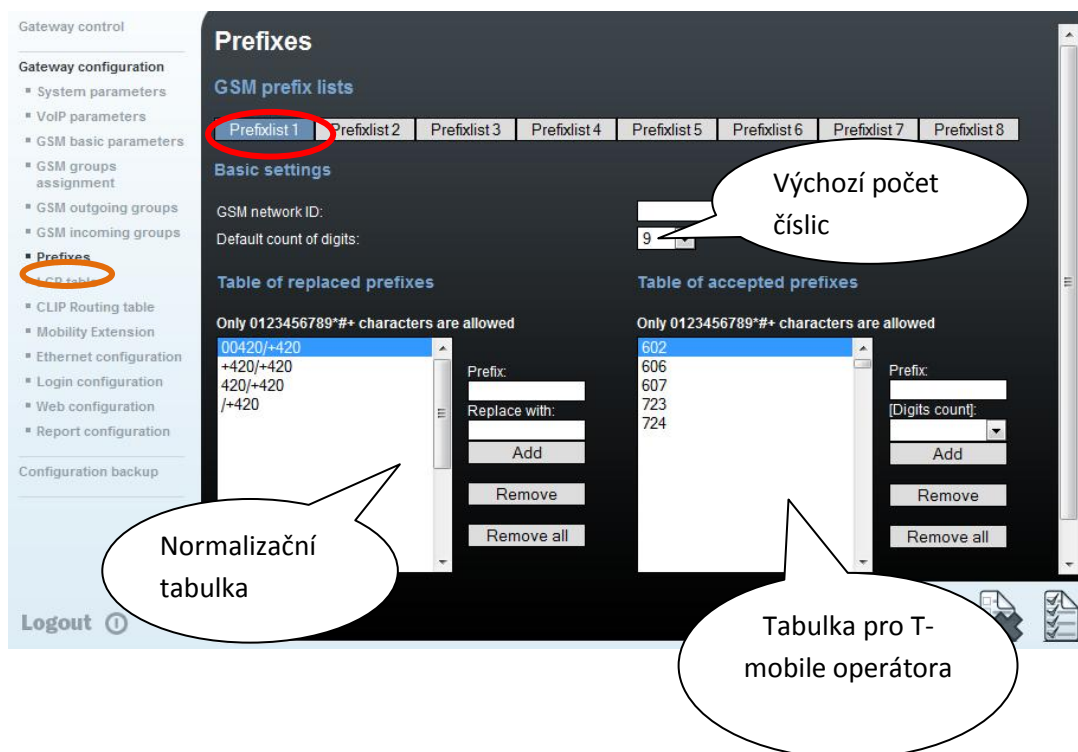 Gateway control
Gateway configuration
System parameters
VoIP parameters
GSM basic parameters
GSM groups
assignment
GSM outgoing groups
GSM incoming groups
Prefixes
LCR table
CLIP Routing table
Mobility Extension
Ethernet configuration
Login configuration
Web configuration
Report configuration
Configuration backup
Logout
Prefixes
GSM prefix lists
Prefixlist 1 Prefixlist 2 Prefixlist 3 Prefixlist 4 Prefixlist 5 Prefixlist 6 Prefixlist 7 Prefixlist 8
Basic settings
GSM network ID:
Default count of digits: 9
Výchozí počet
číslic
Table of replaced prefixes
Only 0123456789*#+ characters are allowed
00420/+420
+420/+420
420/+420
/+420
Prefix:
Replace with:
Add
Remove
Remove all
Normalizační
tabulka
Table of accepted prefixes
Only 0123456789*#+ characters are allowed
602
606
607
723
724
Prefix:
[Digits count]:
Add
Remove
Remove all
Tabulka pro T-
mobile operátora